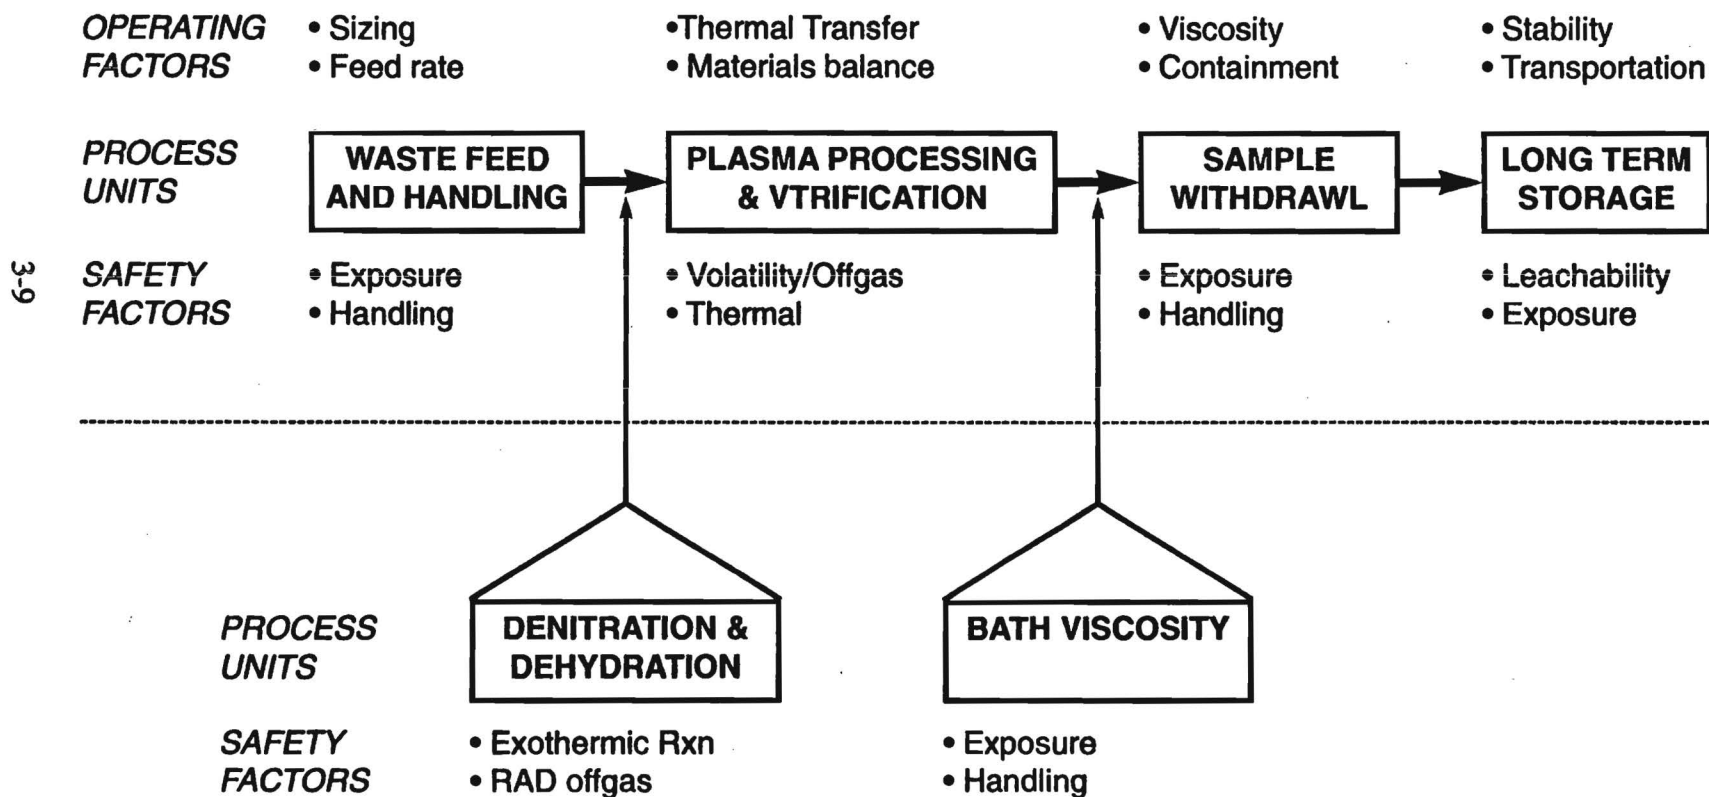 OPERATING • Sizing •Thermal Transfer • Viscosity • Stability
FACTORS • Feed rate • Materials balance • Containment • Transportation
PROCESS WASTE FEED PLASMA PROCESSING SAMPLE LONG TERM
UNITS AND HANDLING & VTRIFICATION WITHDRAWL STORAGE
SAFETY • Exposure • Volatility/Offgas • Exposure • Leachability
FACTORS • Handling • Thermal • Handling • Exposure
3-9
PROCESS DENITRATION & BATH VISCOSITY
UNITS DEHYDRATION
SAFETY • Exothermic Rxn • Exposure
FACTORS • RAD offgas • Handling